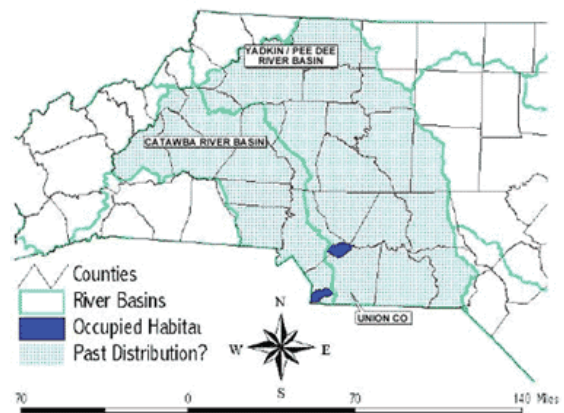 YADKIN / PEE DEE
RIVER BASIN
CATAWBA RIVER BASIN
UNION CO
Counties
River Basins
Occupied Habitat
Past Distribution?
N
W
E
S
70
0
70
140 Miles